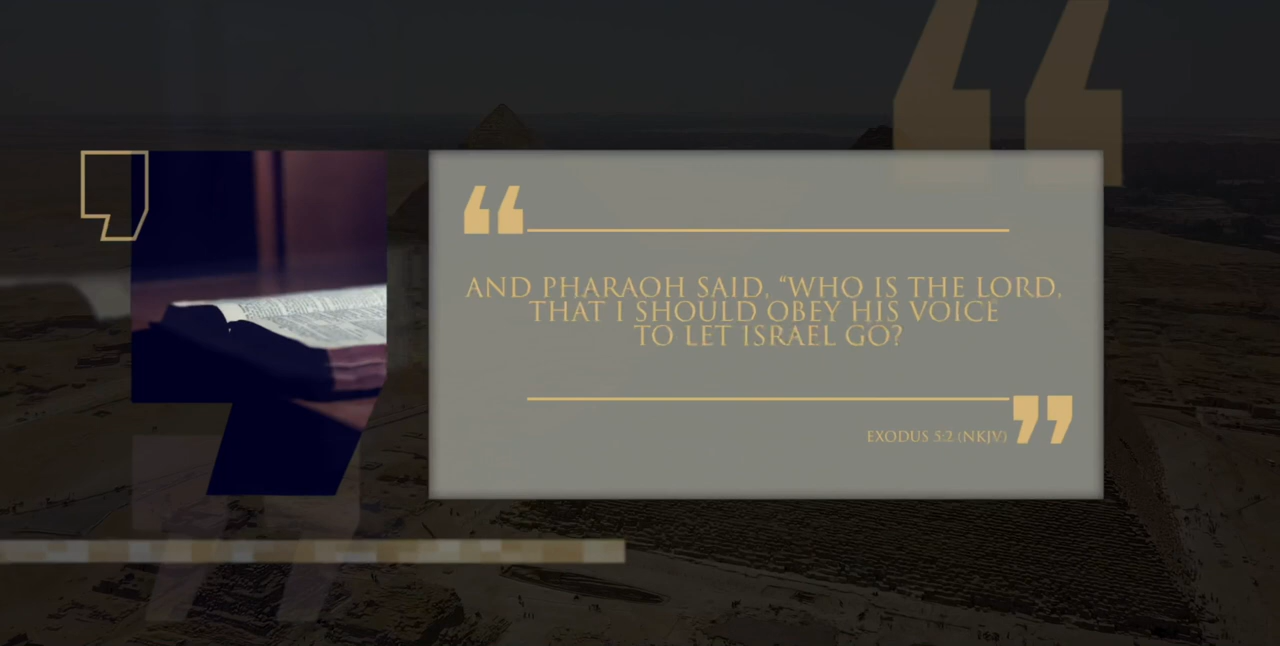 AND PHARAOH SAID, “WHO IS THE LORD,
THAT I SHOULD OBEY HIS VOICE
TO LET ISRAEL GO?
EXODUS 5:2 (NKJV)